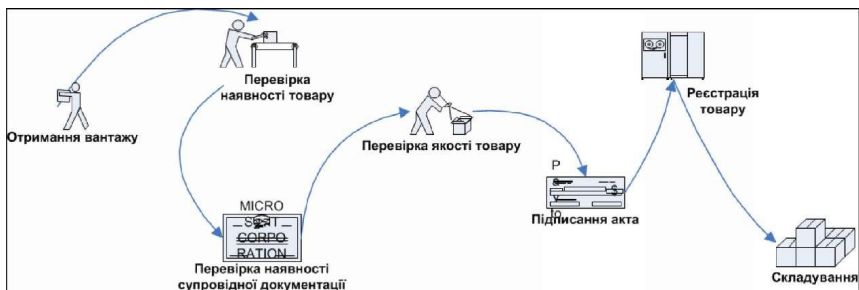 Отримання вантажу
Перевірка
наявності товару
MICRO
SOFT
CORPO
RATION
Перевірка наявності
супровідної документації
Перевірка якості товару
P
$
Підписання акта
Реєстрація
товару
Складування